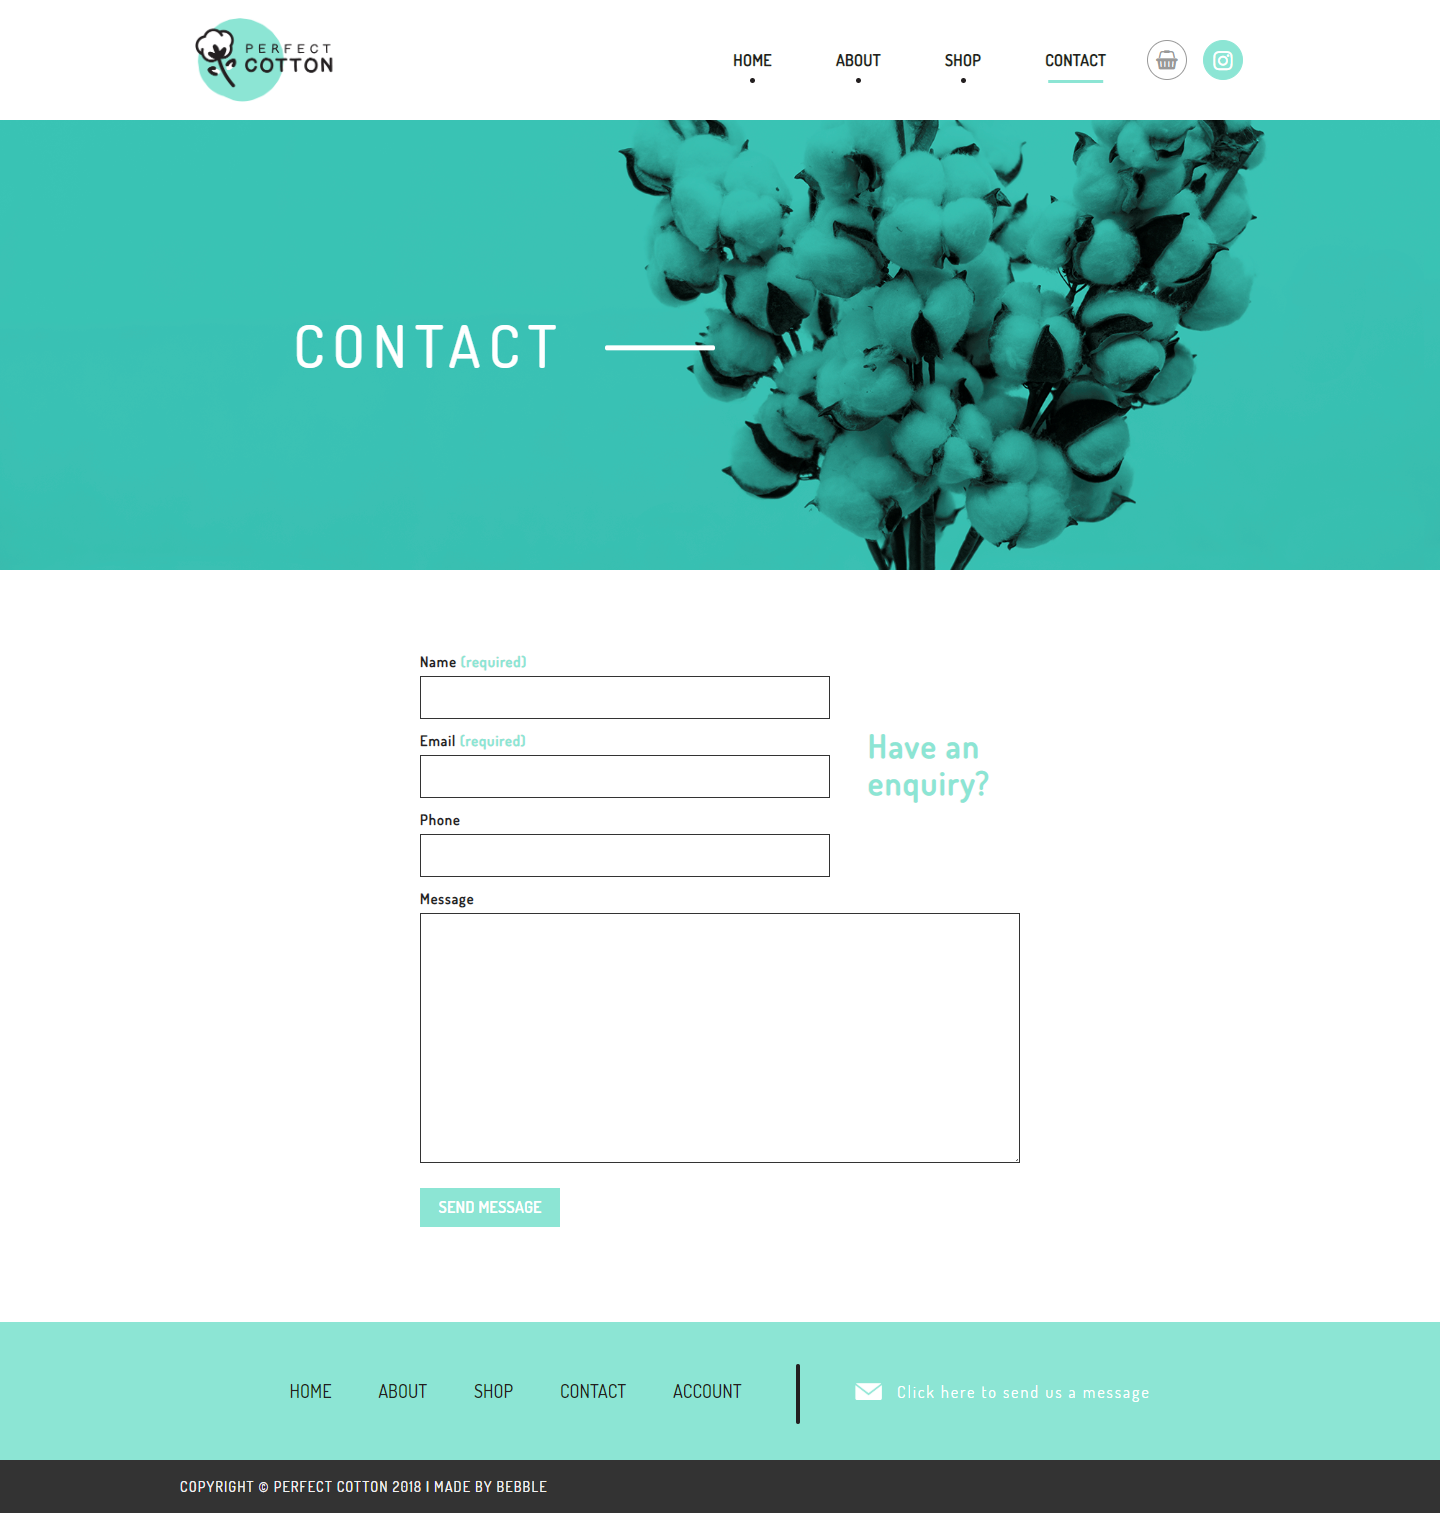 PERFECT
COTTON
HOME
ABOUT
SHOP
CONTACT
CONTACT
Name (required)
Email (required)
Have an
enquiry?
Phone
Message
SEND MESSAGE
HOME
ABOUT
SHOP
CONTACT
ACCOUNT
Click here to send us a message
COPYRIGHT © PERFECT COTTON 2018 I MADE BY BEBBLE